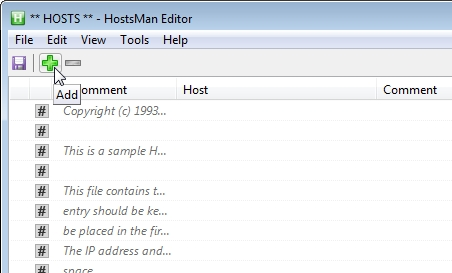 ** HOSTS ** - HostsMan Editor
File Edit View Tools Help
Add
omment Host Comment
# Copyright (c) 1993...
#
# This is a sample H...
#
# This file contains t...
# entry should be ke...
# be placed in the fir...
# The IP address and...
# space